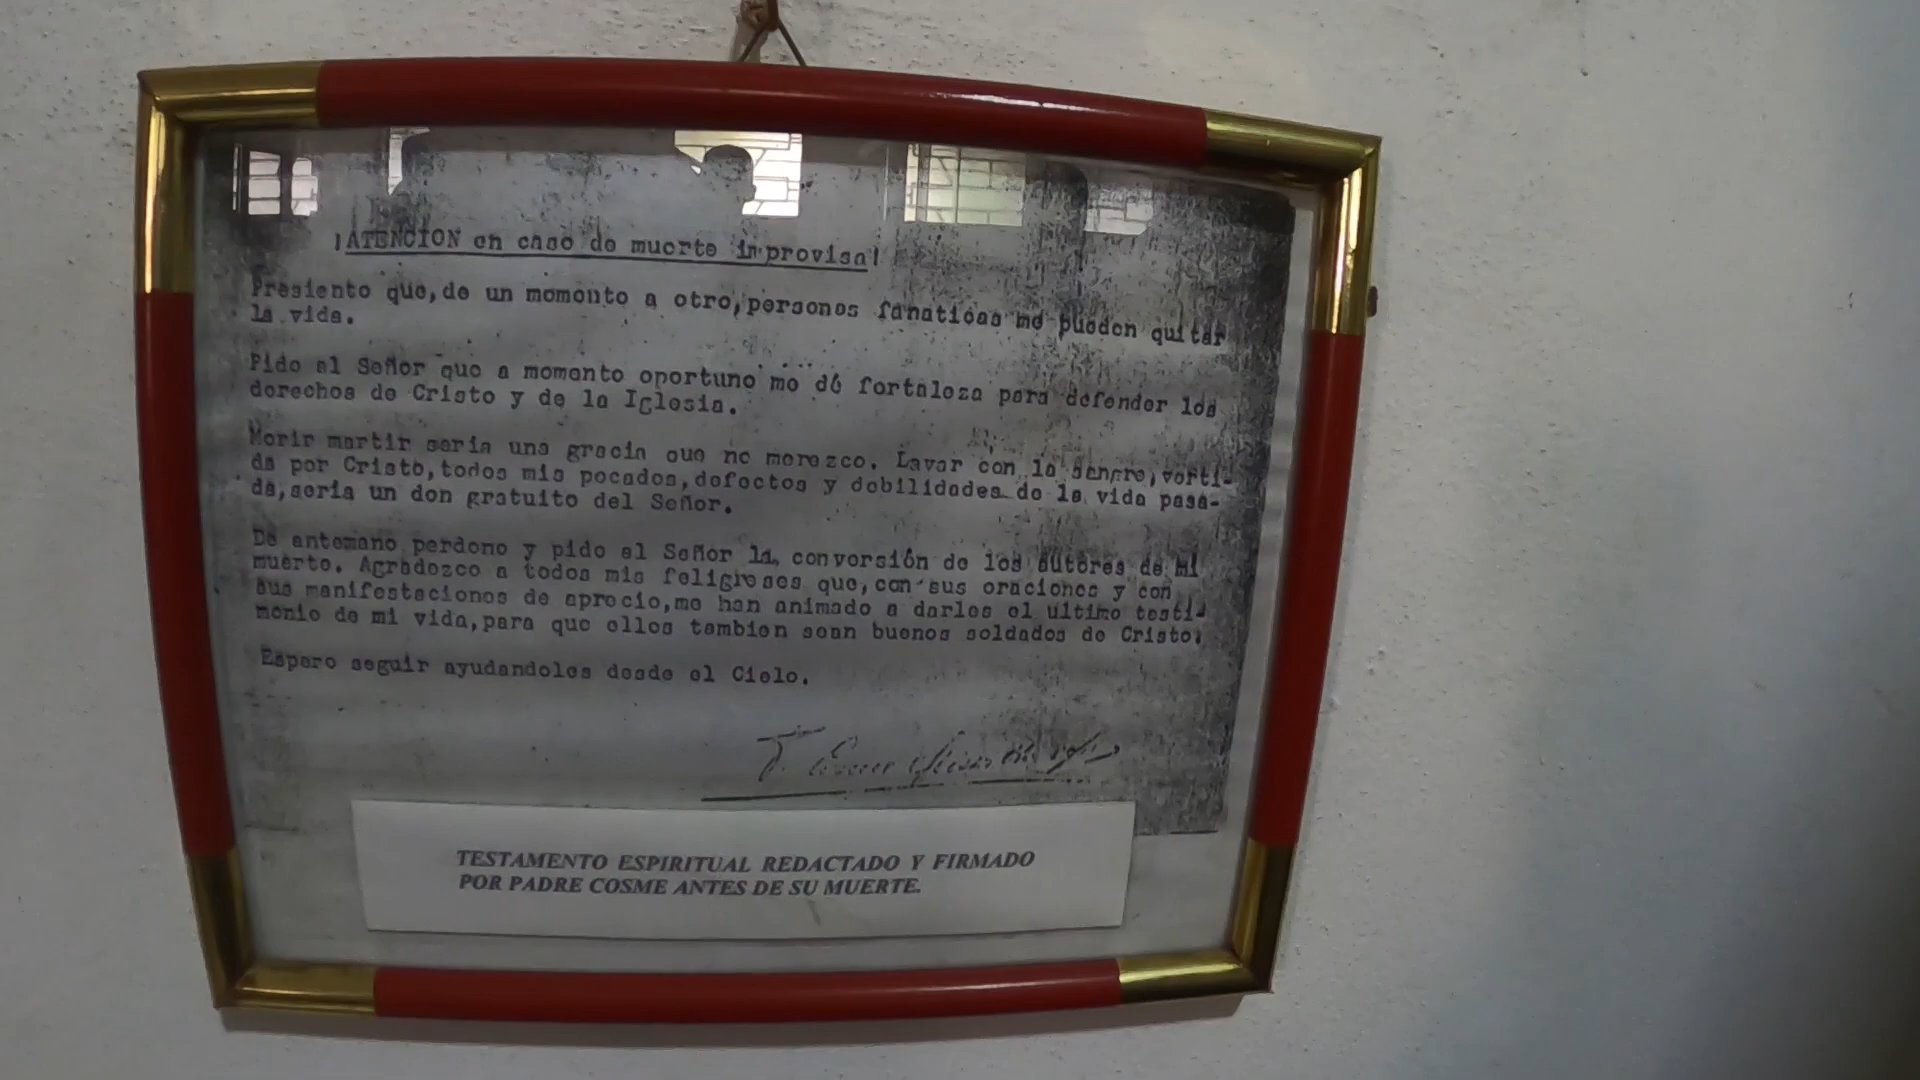 ¡ATENCION en caso de muerte improvisa!
Presiento que, de un momento a otro, personas fanaticas me pueden quitar
la vida.
Pido al Señor que a momento oportuno me dé fortaleza para defender los
derechos de Cristo y de la Iglesia.
Morir martir seria una gracia que no merezco. Lavar con la sangre, verti-
da por Cristo, todos mis pecados, defectos y debilidades de la vida pasa-
da, seria un don gratuito del Señor.
De antemano perdono y pido al Señor la, conversión de los autores de mi
muerte. Agradezco a todos mis feligreses que, con sus oraciones y con
sus manifestaciones de aprecio, me han animado a darles el ultimo testi-
monio de mi vida, para que ellos tambien sean buenos soldados de Cristo.
Espero seguir ayudandoles desde el Cielo.
TESTAMENTO ESPIRITUAL REDACTADO Y FIRMADO
POR PADRE COSME ANTES DE SU MUERTE.